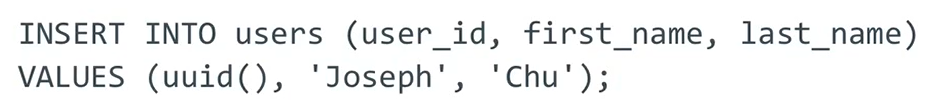 INSERT INTO users (user_id, first_name, last_name)
VALUES (uuid(), 'Joseph', 'Chu');